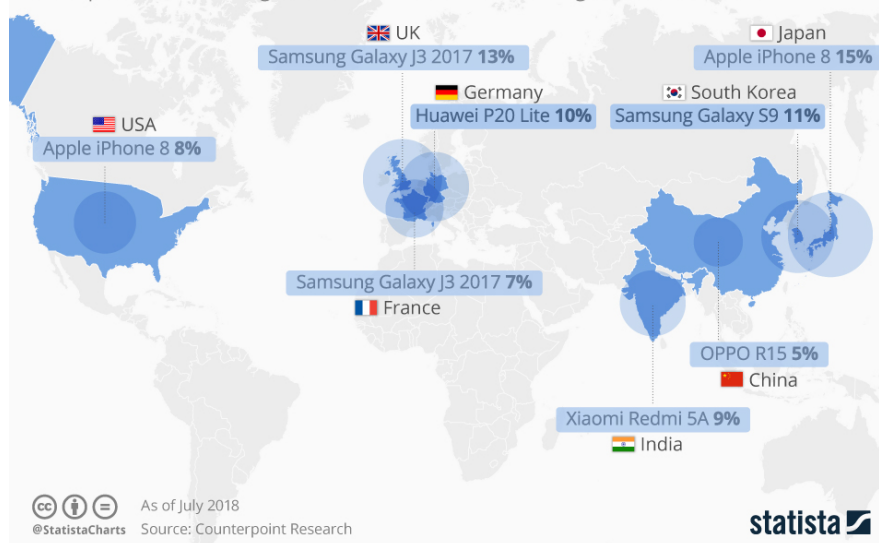 UK
Samsung Galaxy J3 2017 13%
Japan
Apple iPhone 8 15%
Germany
Huawei P20 Lite 10%
South Korea
Samsung Galaxy S9 11%
USA
Apple iPhone 8 8%
Samsung Galaxy J3 2017 7%
France
OPPO R15 5%
China
Xiaomi Redmi 5A 9%
India
cc
As of July 2018
@StatistaCharts Source: Counterpoint Research
statista